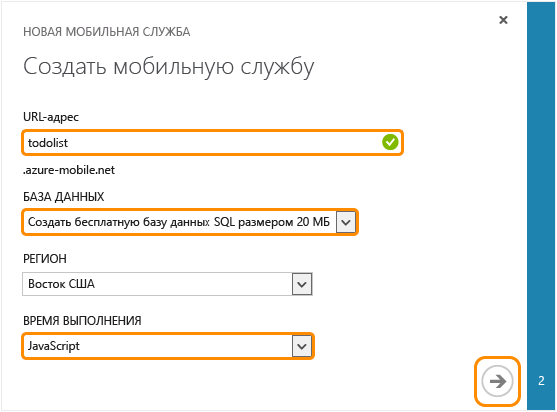 НОВАЯ МОБИЛЬНАЯ СЛУЖБА
Создать мобильную службу
URL-адрес
todolist
.azure-mobile.net
БАЗА ДАННЫХ
Создать бесплатную базу данных SQL размером 20 МБ
РЕГИОН
Восток США
ВРЕМЯ ВЫПОЛНЕНИЯ
JavaScript
2